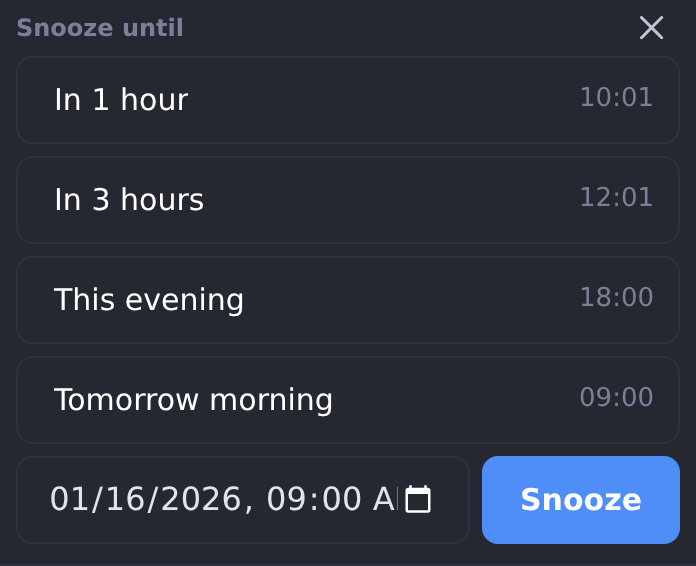 Snooze until
In 1 hour 10:01
In 3 hours 12:01
This evening 18:00
Tomorrow morning 09:00
01/16/2026, 09:00 A
Snooze